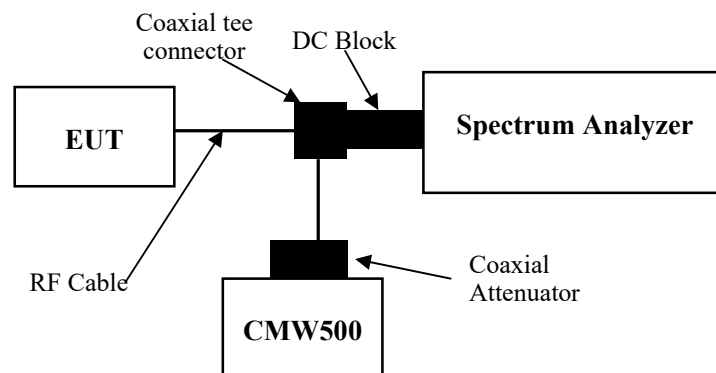 Coaxial tee
connector
DC Block
EUT
Spectrum Analyzer
RF Cable
Coaxial
Attenuator
CMW500